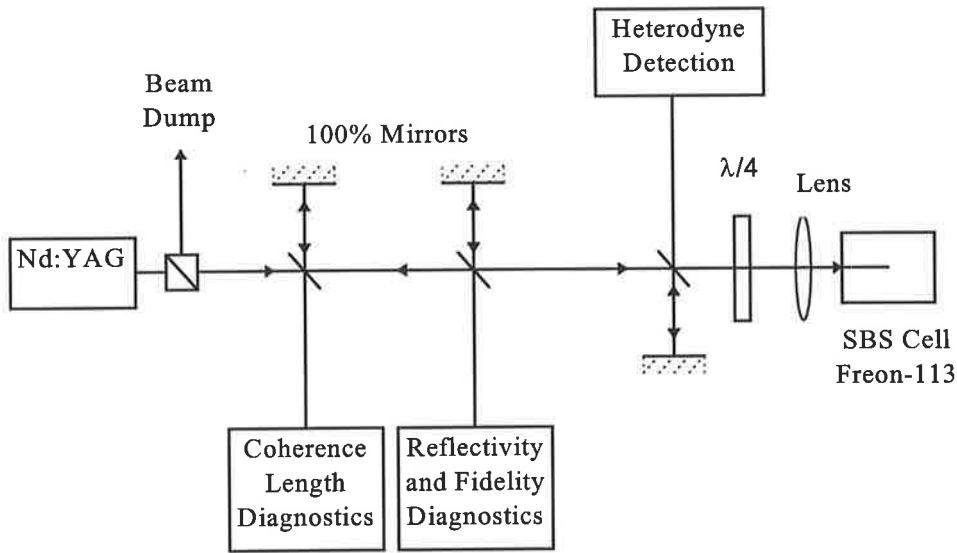 Heterodyne
Detection
Beam
Dump
100% Mirrors
λ/4
Lens
Nd:YAG
SBS Cell
Freon-113
Coherence
Length
Diagnostics
Reflectivity
and Fidelity
Diagnostics